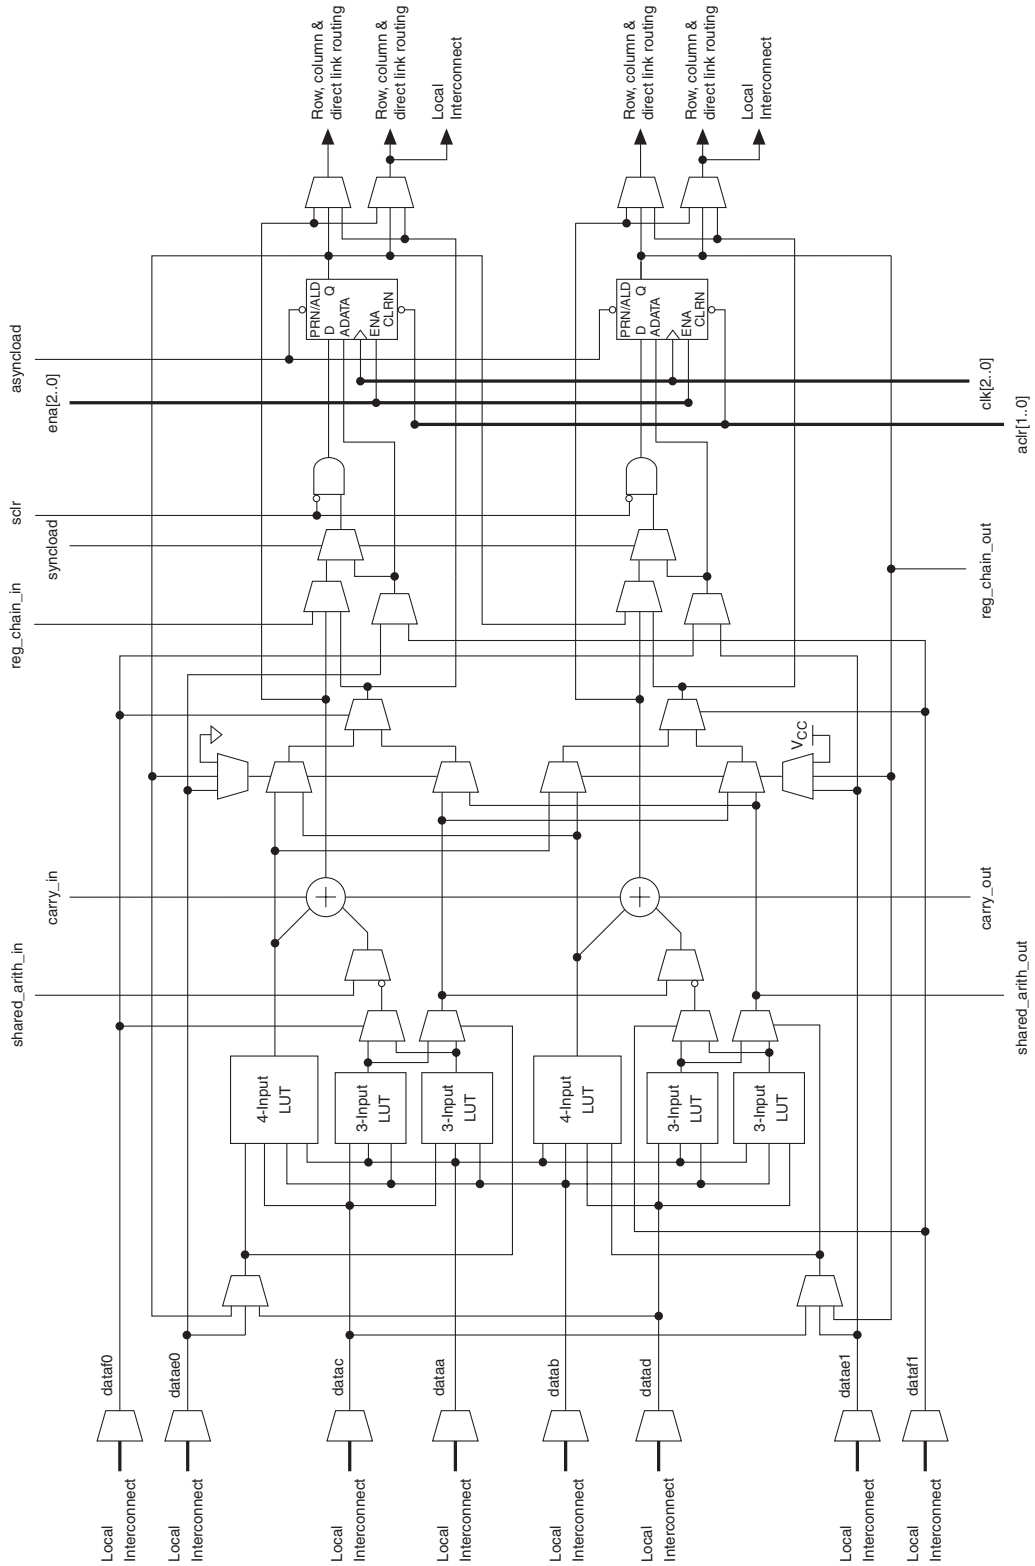 shared_arith_in
carry_in
reg_chain_in
syncload
sclr
ena[2..0]
asyncload
Local
Interconnect
dataf0
Local
Interconnect
datae0
Local
Interconnect
datac
Local
Interconnect
dataa
Local
Interconnect
datab
Local
Interconnect
datad
Local
Interconnect
datae1
Local
Interconnect
dataf1
4-Input
LUT
3-Input
LUT
3-Input
LUT
4-Input
LUT
3-Input
LUT
3-Input
LUT
+
+
VCC
PRN/ALD
D Q
ADATA
ENA
CLRN
PRN/ALD
D Q
ADATA
ENA
CLRN
Row, column &
direct link routing
Row, column &
direct link routing
Local
Interconnect
Row, column &
direct link routing
Row, column &
direct link routing
Local
Interconnect
shared_arith_out
carry_out
reg_chain_out
clk[2..0]
aclr[1..0]